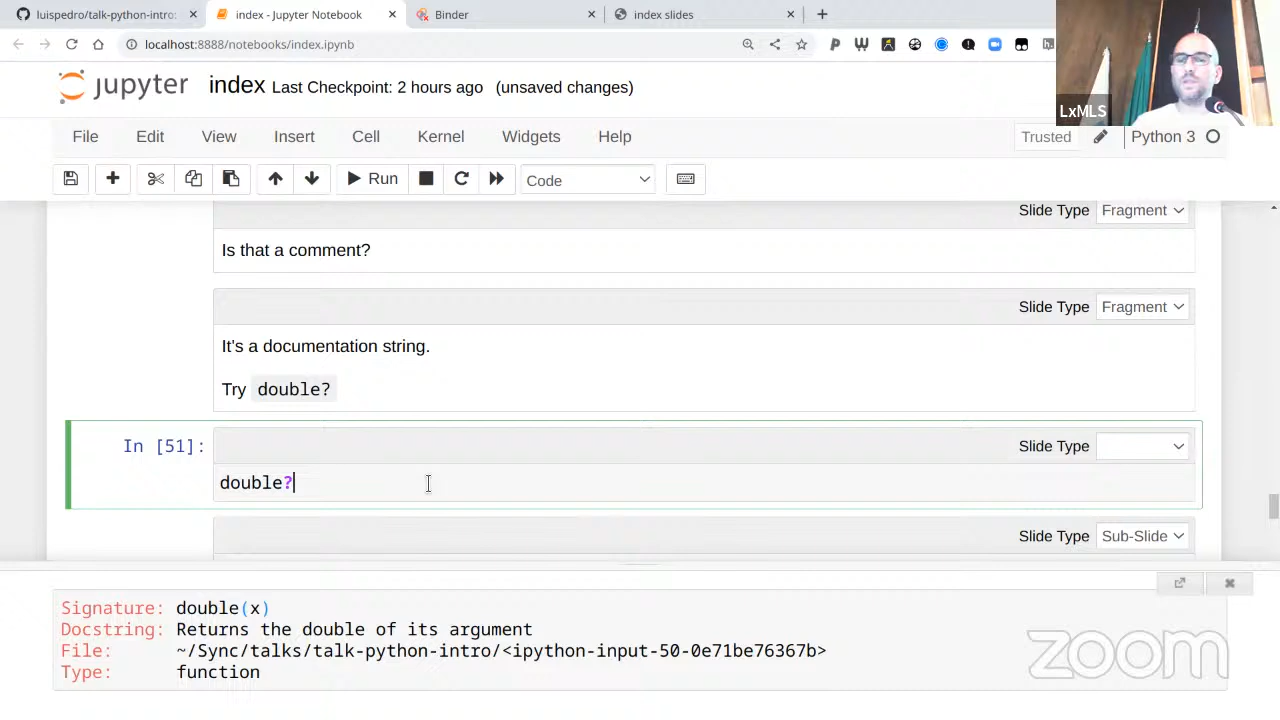 luispedro/talk-python-intro:
index - Jupyter Notebook
Binder
index slides
localhost:8888/notebooks/index.ipynb
jupyter index Last Checkpoint: 2 hours ago (unsaved changes)
LxMLS
File Edit View Insert Cell Kernel Widgets Help
Trusted Python 3
Run Code
Slide Type Fragment
Is that a comment?
Slide Type Fragment
It's a documentation string.
Try double?
In [51]: Slide Type
double?
Slide Type Sub-Slide
Signature: double(x)
Docstring: Returns the double of its argument
File: ~/Sync/talks/talk-python-intro/<ipython-input-50-0e71be76367b>
Type: function
zoom